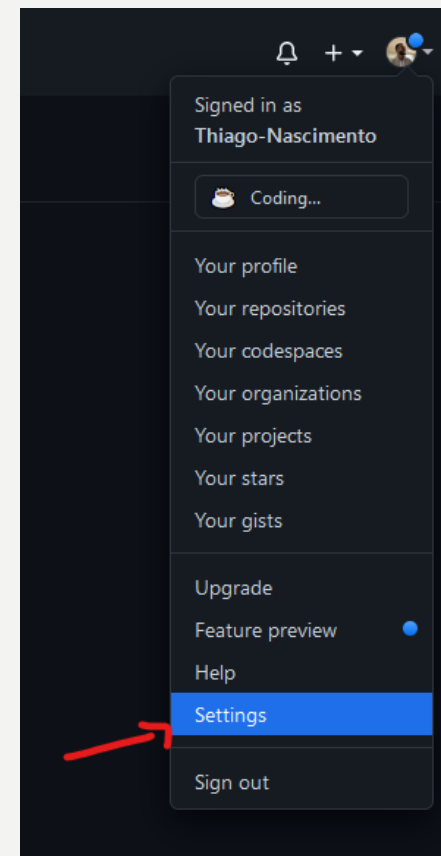 Signed in as
Thiago-Nascimento
Coding...
Your profile
Your repositories
Your codespaces
Your organizations
Your projects
Your stars
Your gists
Upgrade
Feature preview
Help
Settings
Sign out